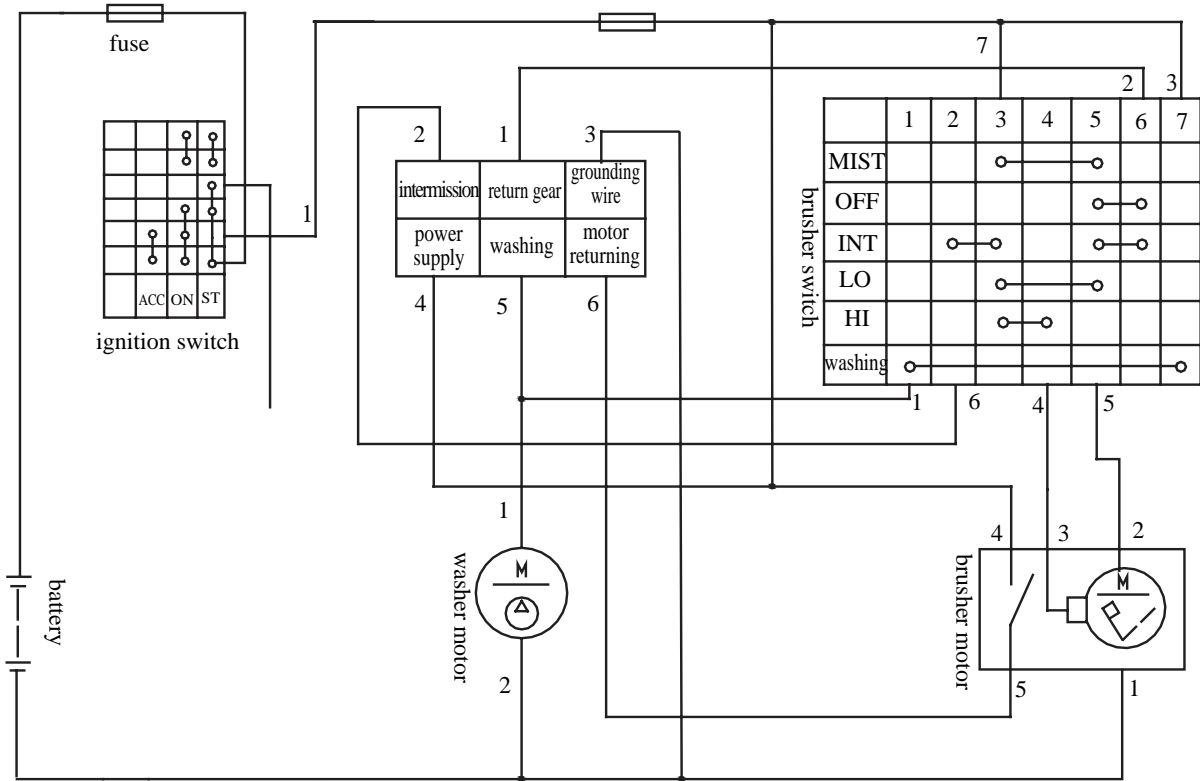 fuse
7
2
3
2
1
3
1
2
3
4
5
6
7
MIST
intermission
return gear
grounding
wire
OFF
1
power
supply
washing
motor
returning
INT
brusher switch
LO
ACC
ON
ST
4
5
6
HI
ignition switch
washing
1
6
4
5
1
4
3
2
battery
washer motor
M
brusher motor
M
2
5
1